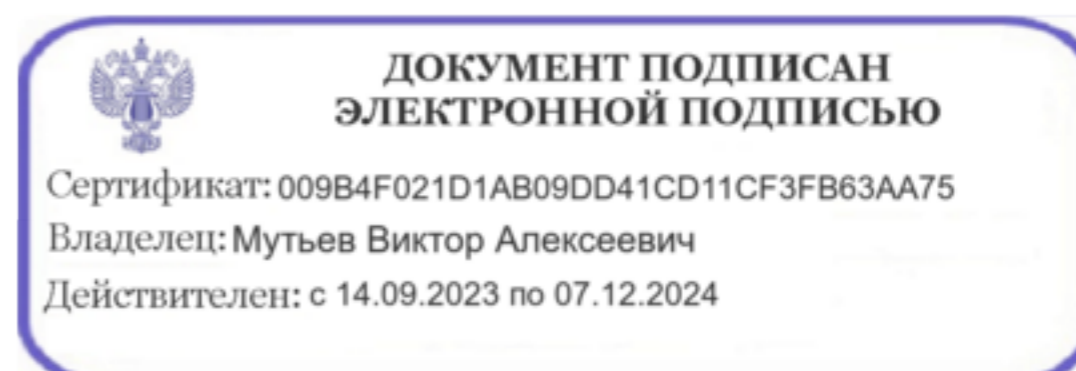 ДОКУМЕНТ ПОДПИСАН
ЭЛЕКТРОННОЙ ПОДПИСЬЮ
Сертификат: 009B4F021D1AB09DD41CD11CF3FB63AA75
Владелец: Мутьев Виктор Алексеевич
Действителен: с 14.09.2023 по 07.12.2024